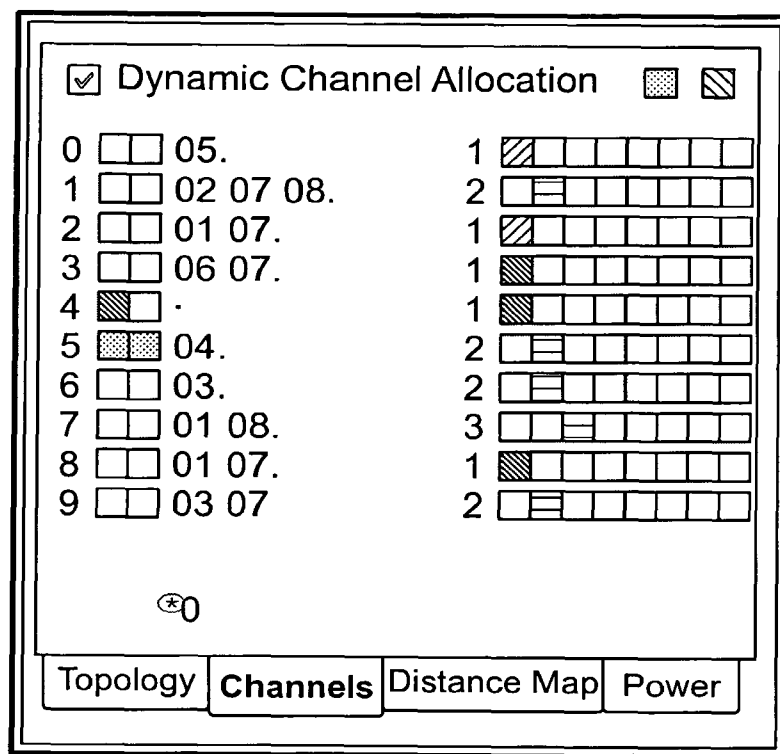 Dynamic Channel Allocation
0 05. 1
1 02 07 08. 2
2 01 07. 1
3 06 07. 1
4 . 1
5 04. 2
6 03. 2
7 01 08. 3
8 01 07. 1
9 03 07 2
*0
Topology Channels Distance Map Power